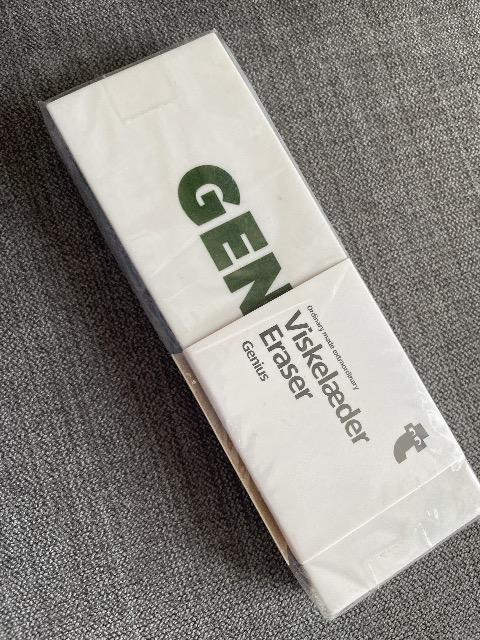 GEN
Ordinary made extraordinary
Viskelæder
Eraser
Genius